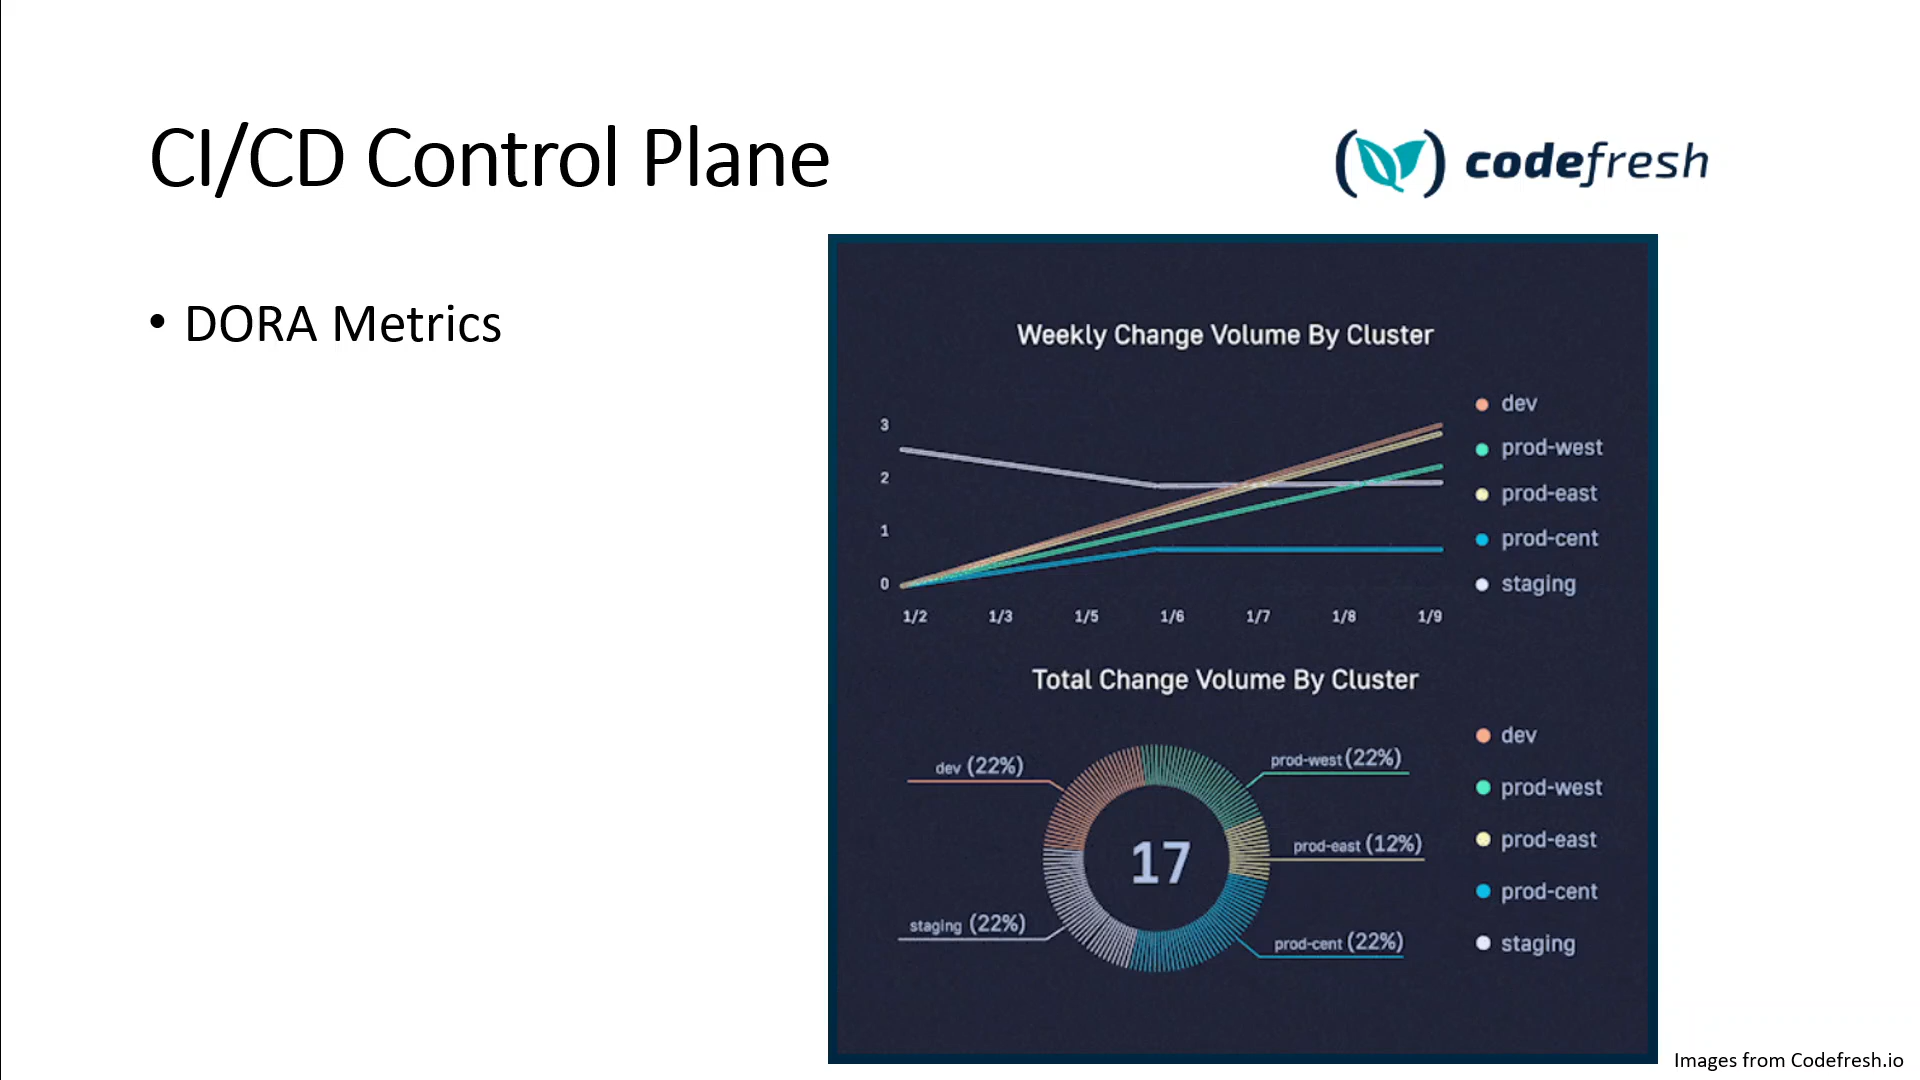 CI/CD Control Plane
codefresh
• DORA Metrics
Weekly Change Volume By Cluster
3
2
1
0
1/2 1/3 1/5 1/6 1/7 1/8 1/9
dev
prod-west
prod-east
prod-cent
staging
Total Change Volume By Cluster
dev (22%)
prod-west (22%)
prod-east (12%)
17
staging (22%)
prod-cent (22%)
dev
prod-west
prod-east
prod-cent
staging
Images from Codefresh.io